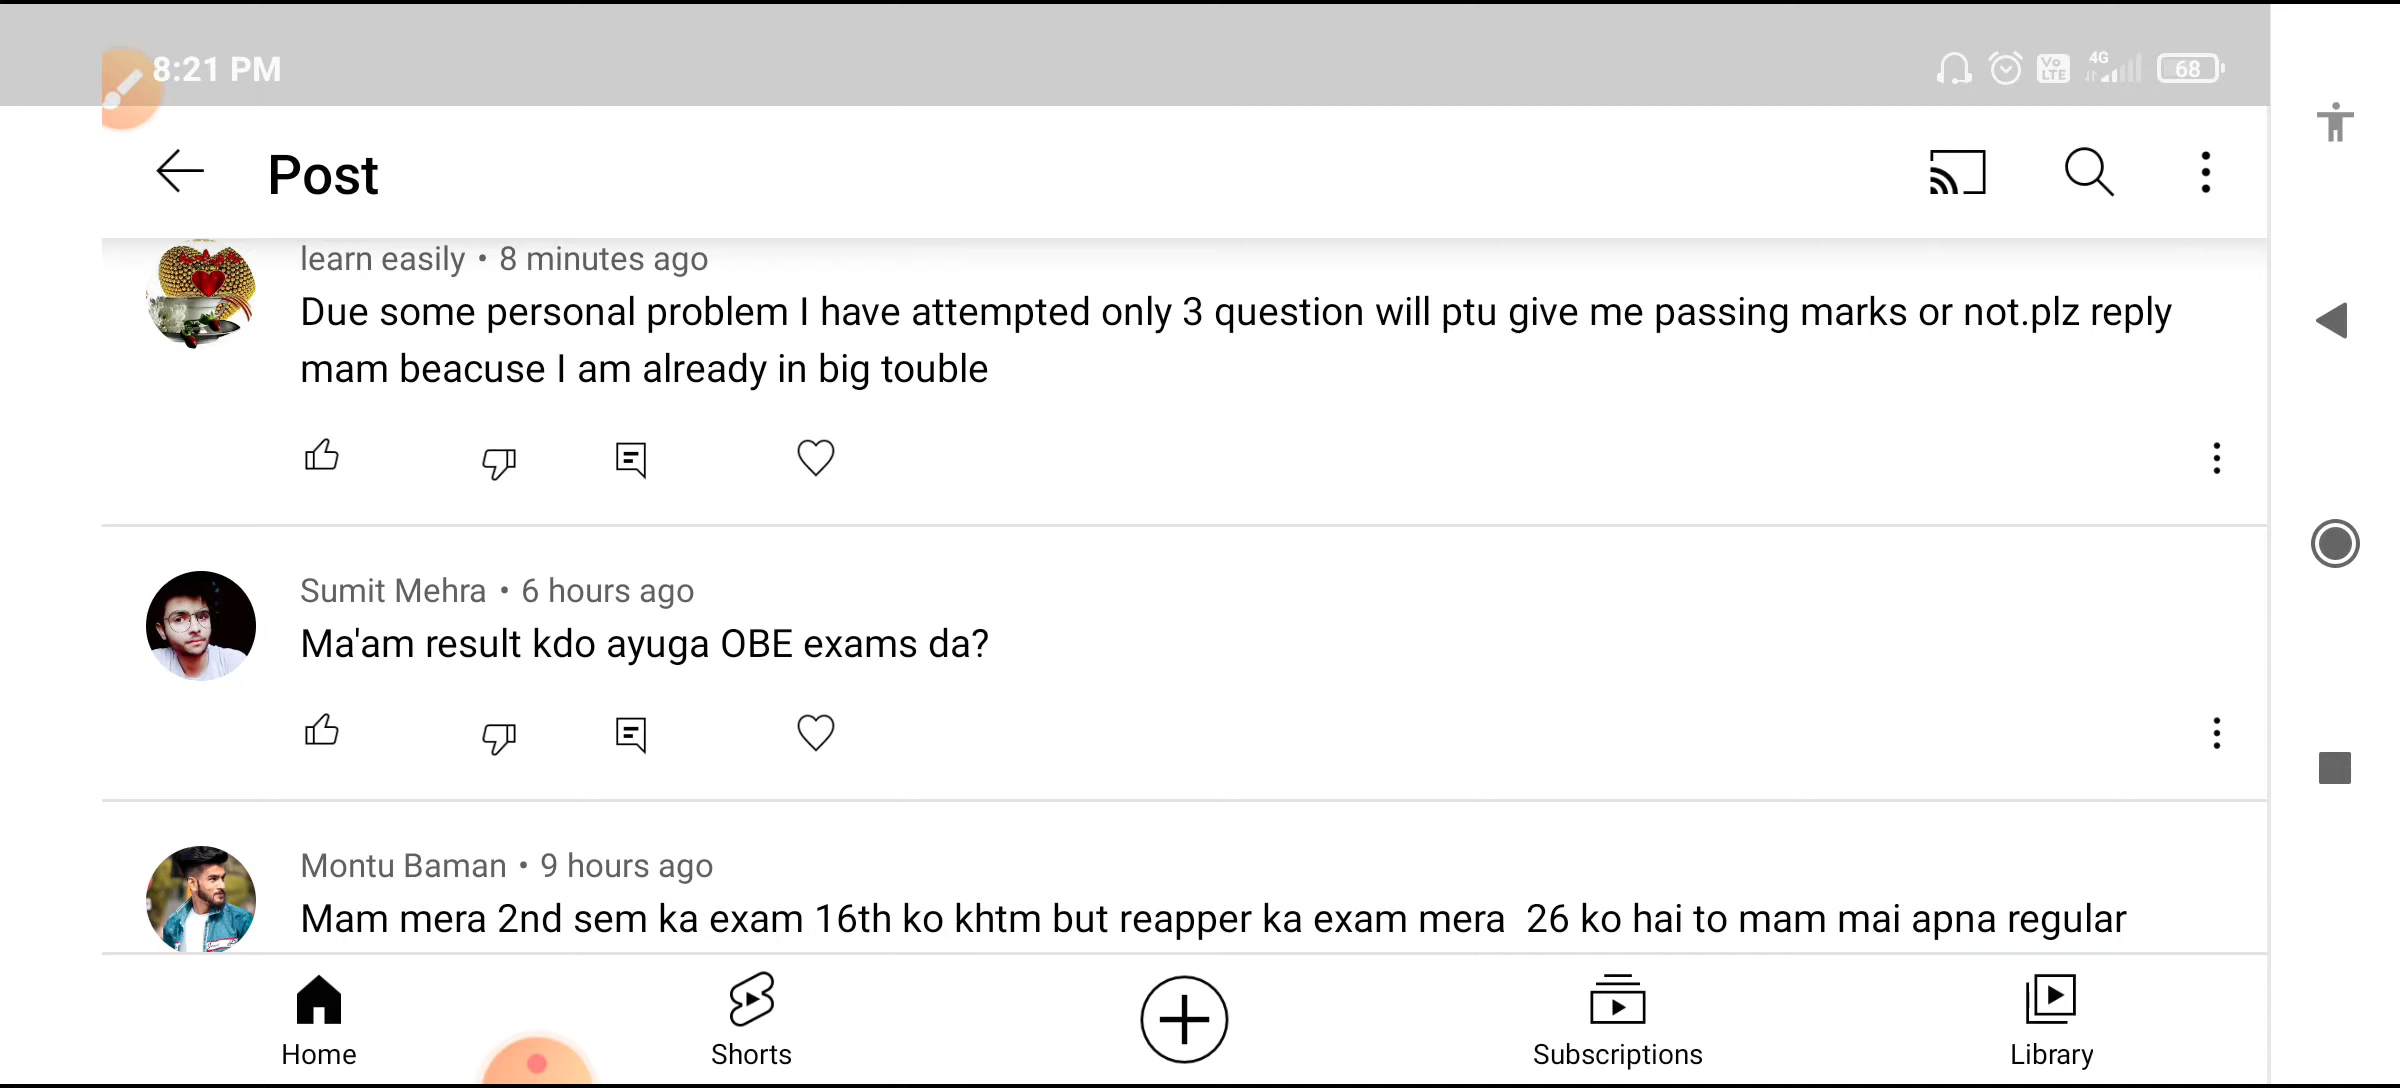 8:21 PM
Vo LTE 4G 68
Post
learn easily • 8 minutes ago
Due some personal problem I have attempted only 3 question will ptu give me passing marks or not.plz reply
mam beacuse I am already in big touble
Sumit Mehra • 6 hours ago
Ma'am result kdo ayuga OBE exams da?
Montu Baman • 9 hours ago
Mam mera 2nd sem ka exam 16th ko khtm but reapper ka exam mera 26 ko hai to mam mai apna regular
Home Shorts Subscriptions Library